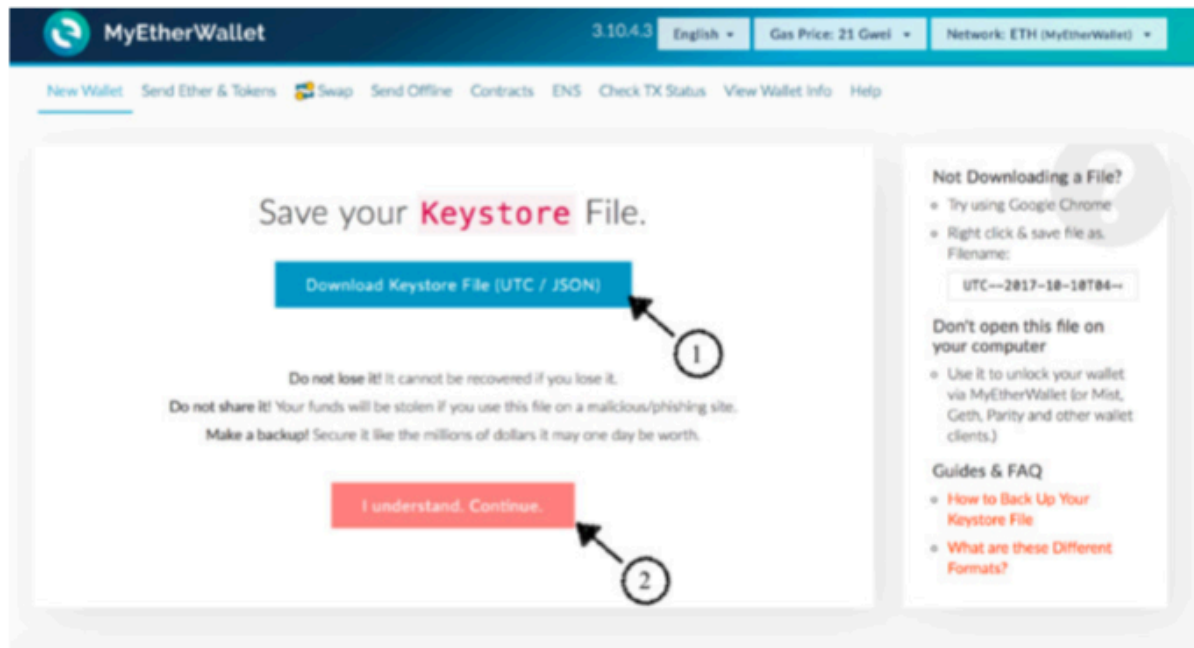 MyEtherWallet
3.10.4.3 English Gas Price: 21 Gwei Network: ETH (MyEtherWallet)
New Wallet Send Ether & Tokens Swap Send Offline Contracts ENS Check TX Status View Wallet Info Help
Save your Keystore File.
Download Keystore File (UTC / JSON)
1
Do not lose it! It cannot be recovered if you lose it.
Do not share it! Your funds will be stolen if you use this file on a malicious/phishing site.
Make a backup! Secure it like the millions of dollars it may one day be worth.
I understand. Continue.
2
?
Not Downloading a File?
Try using Google Chrome
Right click & save file as.
Filename:
UTC--2017-10-10T04-
Don't open this file on
your computer
Use it to unlock your wallet
via MyEtherWallet (or Mist,
Geth, Parity and other wallet
clients.)
Guides & FAQ
How to Back Up Your
Keystore File
What are these Different
Formats?